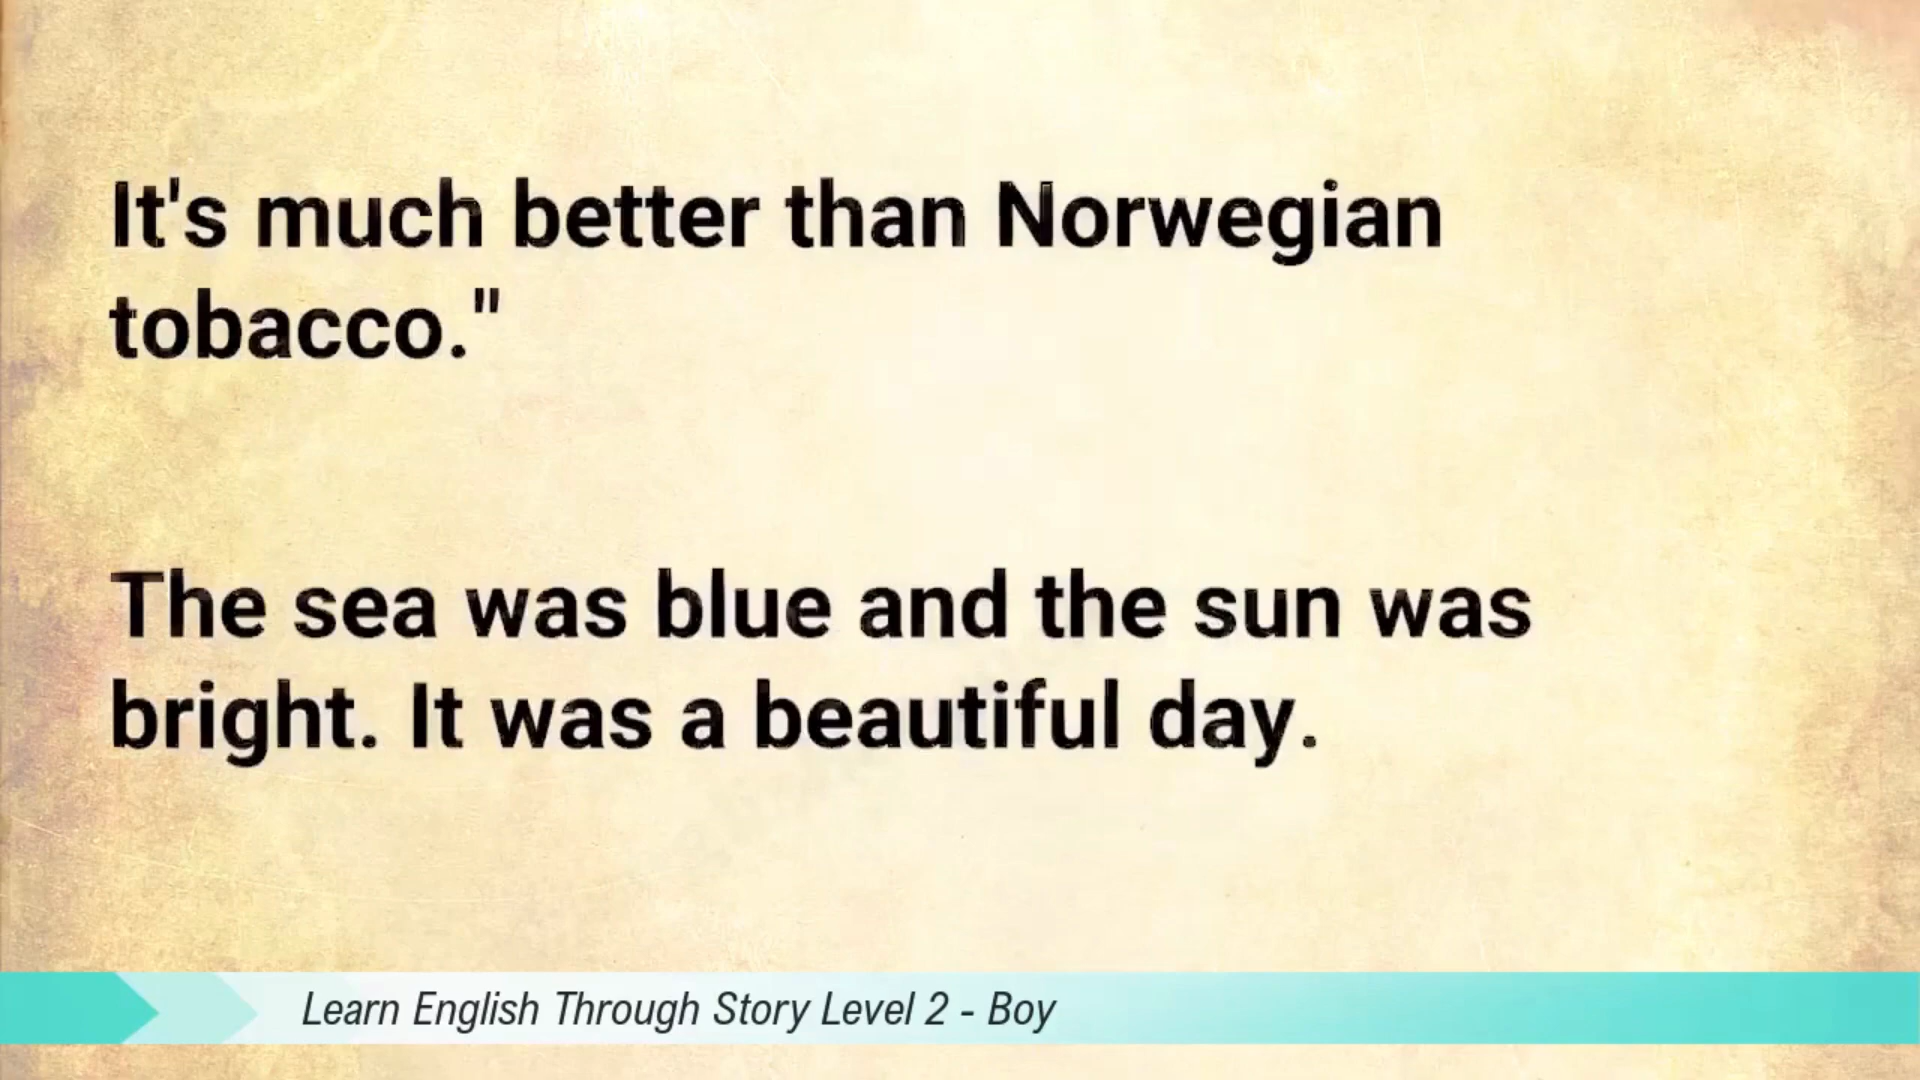 It's much better than Norwegian
tobacco."
The sea was blue and the sun was
bright. It was a beautiful day.
Learn English Through Story Level 2 - Boy